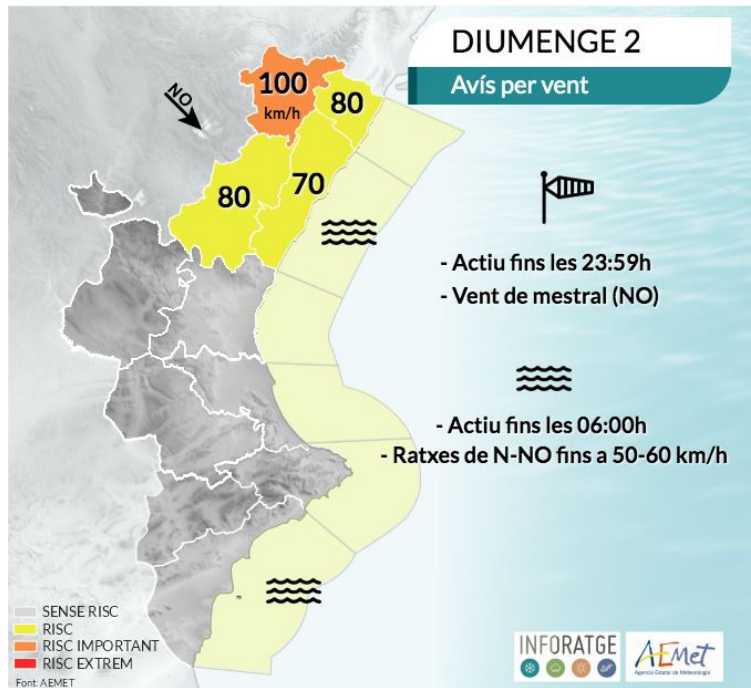 DIUMENGE 2
Avís per vent
NO
100
km/h
80
80
70
- Actiu fins les 23:59h
- Vent de mestral (NO)
- Actiu fins les 06:00h
- Ratxes de N-NO fins a 50-60 km/h
SENSE RISC
RISC
RISC IMPORTANT
RISC EXTREM
Font: AEMET
INFORATGE
AEMet
Agencia Estatal de Meteorología